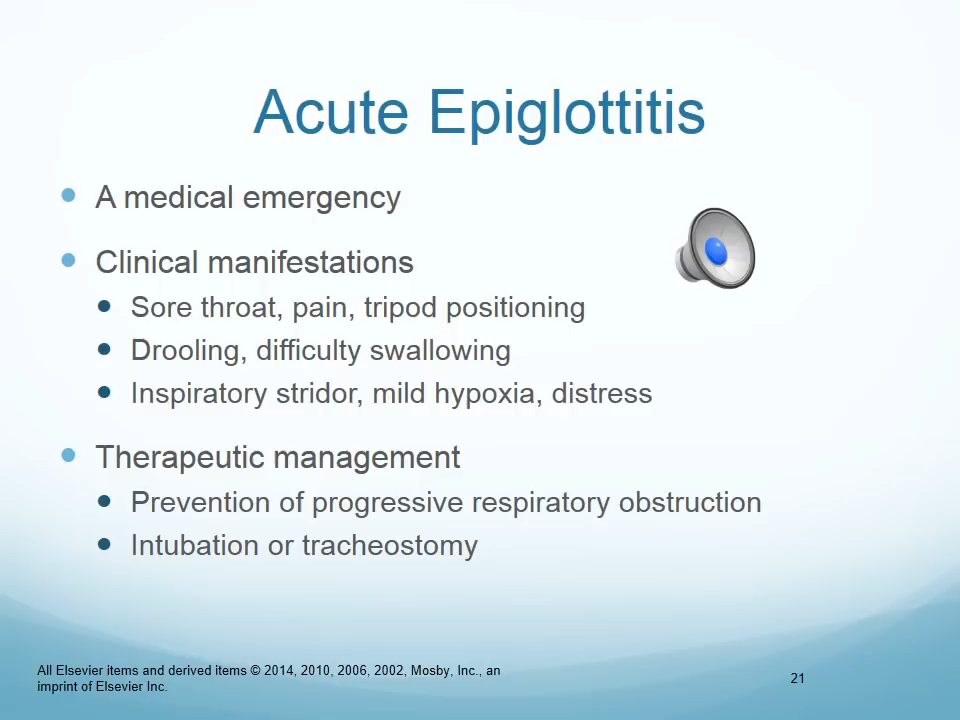 Acute Epiglottitis
A medical emergency
Clinical manifestations
Sore throat, pain, tripod positioning
Drooling, difficulty swallowing
Inspiratory stridor, mild hypoxia, distress
Therapeutic management
Prevention of progressive respiratory obstruction
Intubation or tracheostomy
All Elsevier items and derived items © 2014, 2010, 2006, 2002, Mosby, Inc., an
imprint of Elsevier Inc.
21